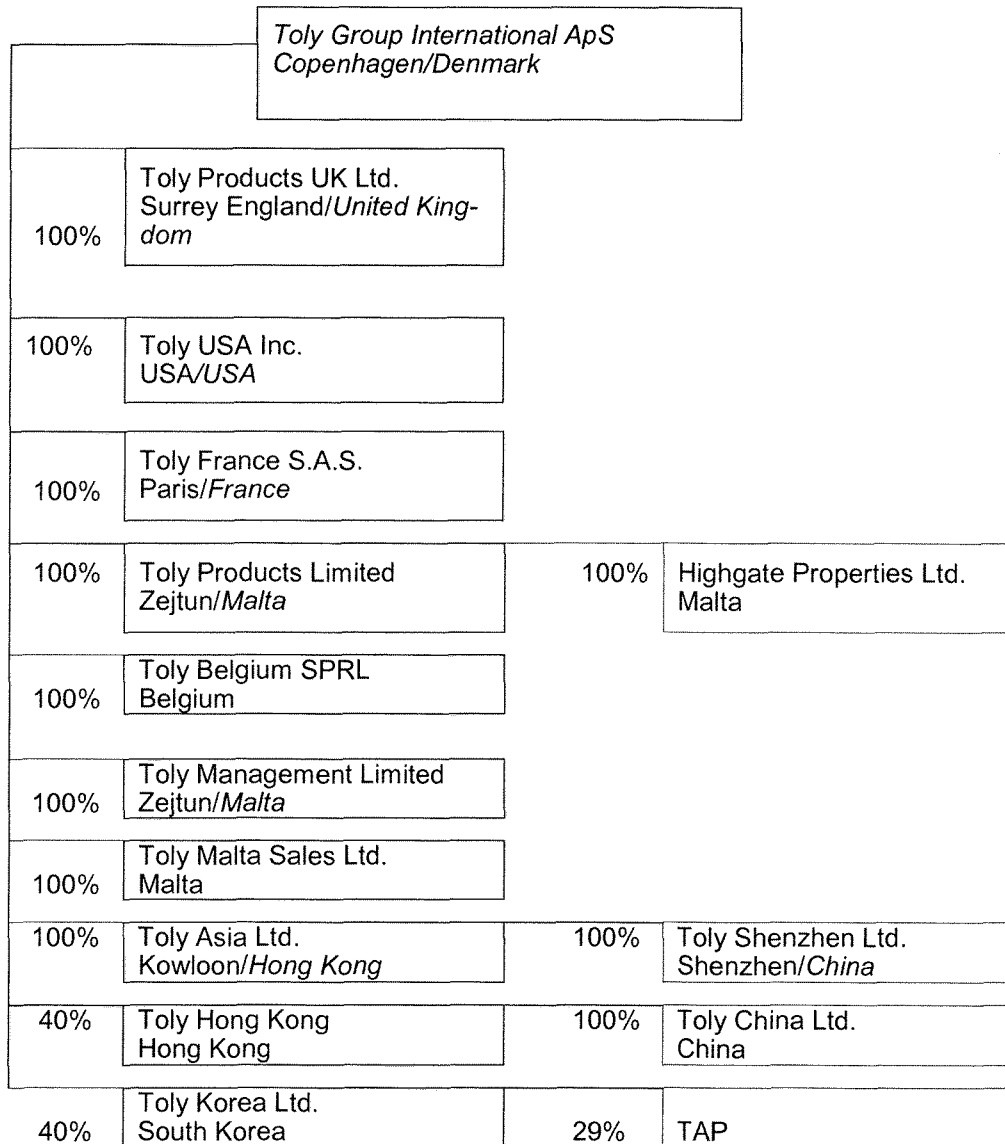 Toly Group International ApS
Copenhagen/Denmark
Toly Products UK Ltd.
Surrey England/United King-
100% dom
100% Toly USA Inc.
USA/USA
Toly France S.A.S.
100% Paris/France
100% Toly Products Limited 100% Highgate Properties Ltd.
Zejtun/Malta Malta
Toly Belgium SPRL
100% Belgium
Toly Management Limited
100% Zejtun/Malta
Toly Malta Sales Ltd.
100% Malta
100% Toly Asia Ltd. 100% Toly Shenzhen Ltd.
Kowloon/Hong Kong Shenzhen/China
40% Toly Hong Kong 100% Toly China Ltd.
Hong Kong China
Toly Korea Ltd.
40% South Korea 29% TAP